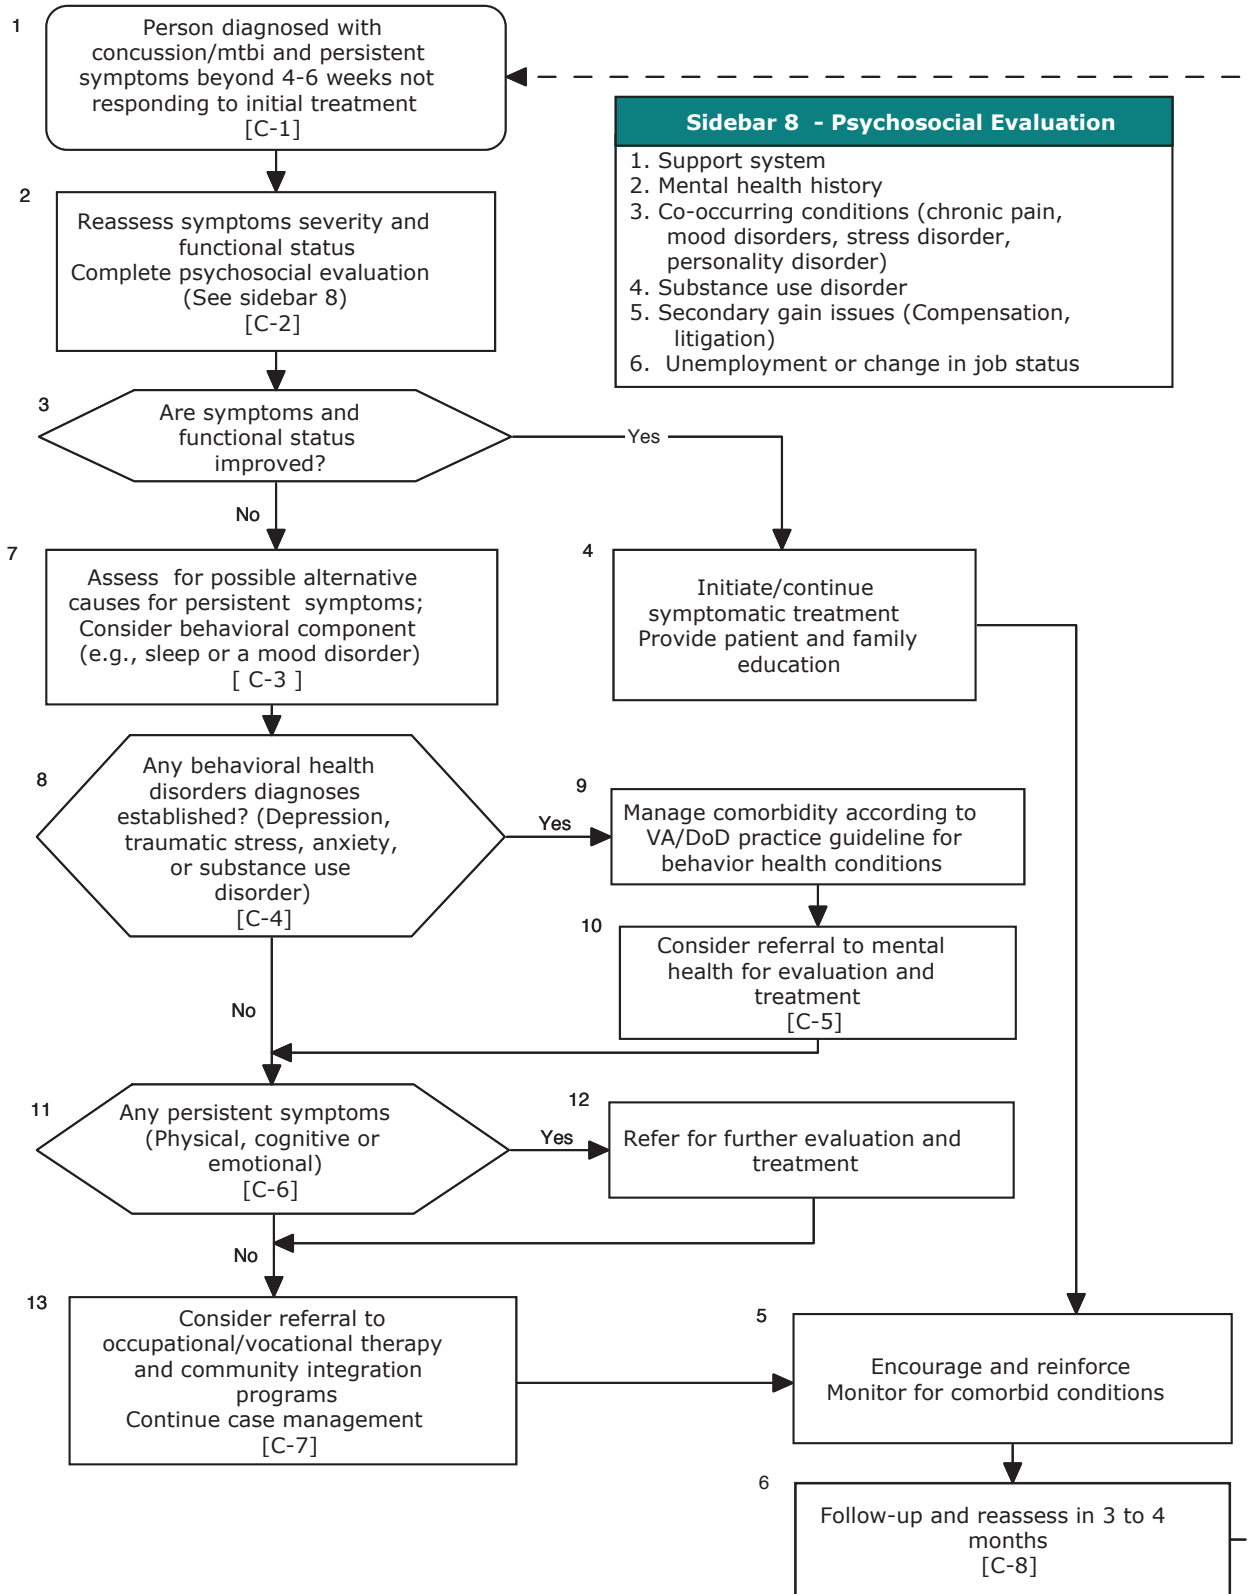 1
Person diagnosed with
concussion/mtbi and persistent
symptoms beyond 4-6 weeks not
responding to initial treatment
[C-1]
Sidebar 8 - Psychosocial Evaluation
1. Support system
2. Mental health history
3. Co-occurring conditions (chronic pain,
mood disorders, stress disorder,
personality disorder)
4. Substance use disorder
5. Secondary gain issues (Compensation,
litigation)
6. Unemployment or change in job status
2
Reassess symptoms severity and
functional status
Complete psychosocial evaluation
(See sidebar 8)
[C-2]
3
Are symptoms and
functional status
improved?
Yes
No
4
Initiate/continue
symptomatic treatment
Provide patient and family
education
7
Assess for possible alternative
causes for persistent symptoms;
Consider behavioral component
(e.g., sleep or a mood disorder)
[ C-3 ]
8
Any behavioral health
disorders diagnoses
established? (Depression,
traumatic stress, anxiety,
or substance use
disorder)
[C-4]
Yes
No
9
Manage comorbidity according to
VA/DoD practice guideline for
behavior health conditions
10
Consider referral to mental
health for evaluation and
treatment
[C-5]
11
Any persistent symptoms
(Physical, cognitive or
emotional)
[C-6]
Yes
No
12
Refer for further evaluation and
treatment
13
Consider referral to
occupational/vocational therapy
and community integration
programs
Continue case management
[C-7]
5
Encourage and reinforce
Monitor for comorbid conditions
6
Follow-up and reassess in 3 to 4
months
[C-8]